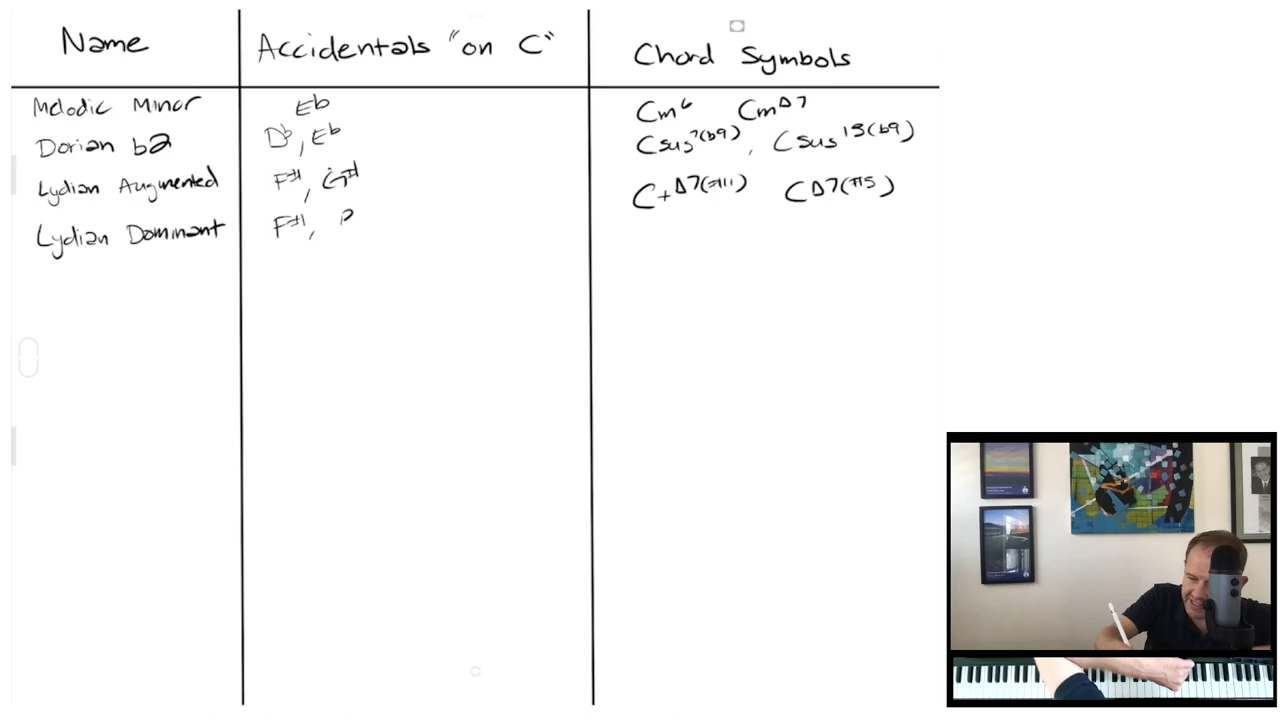 Name Accidentals "on C" Chord Symbols
Melodic Minor Eb Cm6 CmΔ7
Dorian b2 Db, Eb Csus7(b9), Csus13(b9)
Lydian Augmented F#, G# C+Δ7(#11) CΔ7(#5)
Lydian Dominant F#,